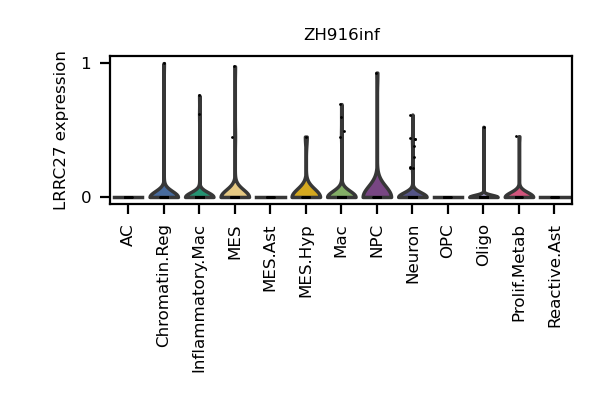 ZH916inf
LRRC27 expression
1
0
AC
Chromatin.Reg
Inflammatory.Mac
MES
MES.Ast
MES.Hyp
Mac
NPC
Neuron
OPC
Oligo
Prolif.Metab
Reactive.Ast